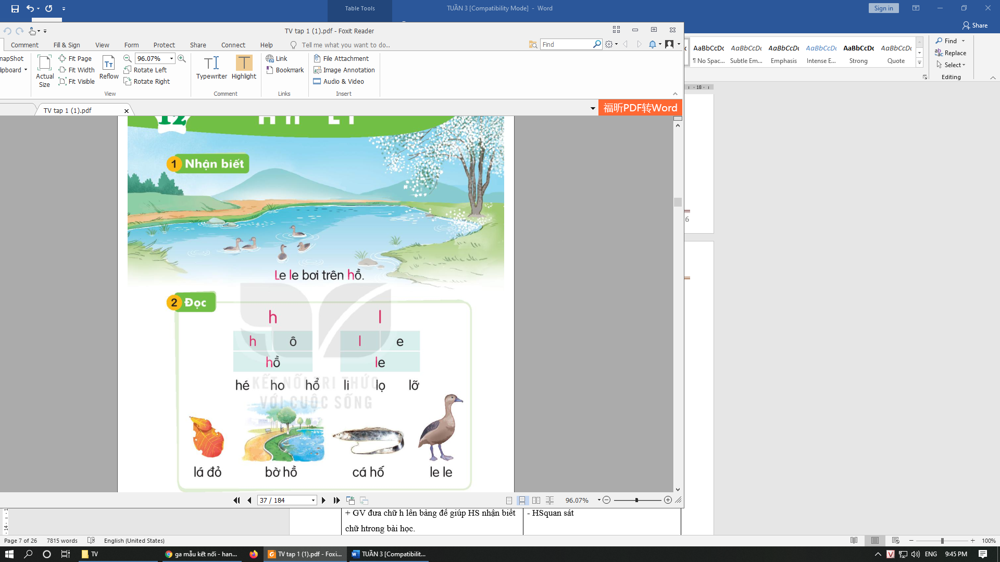 Table Tools
TUẦN 3 [Compatibility Mode] - Word
Sign in
Share
TV tap 1 (1).pdf - Foxit Reader
Comment Fill & Sign View Form Protect Share Connect Help Tell me what you want to do..
Find
napShot
lipboard
Actual Size
Fit Page
Fit Width
Fit Visible
Reflow
96.07%
Rotate Left
Rotate Right
View
Typewriter
Highlight
Comment
Link
Bookmark
Links
File Attachment
Image Annotation
Audio & Video
Insert
AaBbCcDc AaBbCcDc AaBbCcDc AaBbCcDc AaBbCcDc AaBbCcDc
¶ No Spac... Subtle Em... Emphasis Intense E... Strong Quote
Find
Replace
Select
Editing
18
TV tap 1 (1).pdf
福昕PDF转Word
12
H h L l
1 Nhận biết
Le le bơi trên hồ.
2 Đọc
h l
h ô l e
hồ le
hé ho hổ li lọ lỡ
KẾT NỐI TRI THỨC
VỚI CUỘC SỐNG
lá đỏ bờ hồ cá hố le le
6
37 / 184
96.07%
+ GV đưa chữ h lên bảng để giúp HS nhận biết
chữ htrong bài học.
- HSquan sát
14
Page 7 of 26 7815 words English (United States)
100%
TV
ga mẫu kết nối - han...
TV tap 1 (1).pdf - Foxi...
TUẦN 3 [Compatibilit...
ENG
9:45 PM